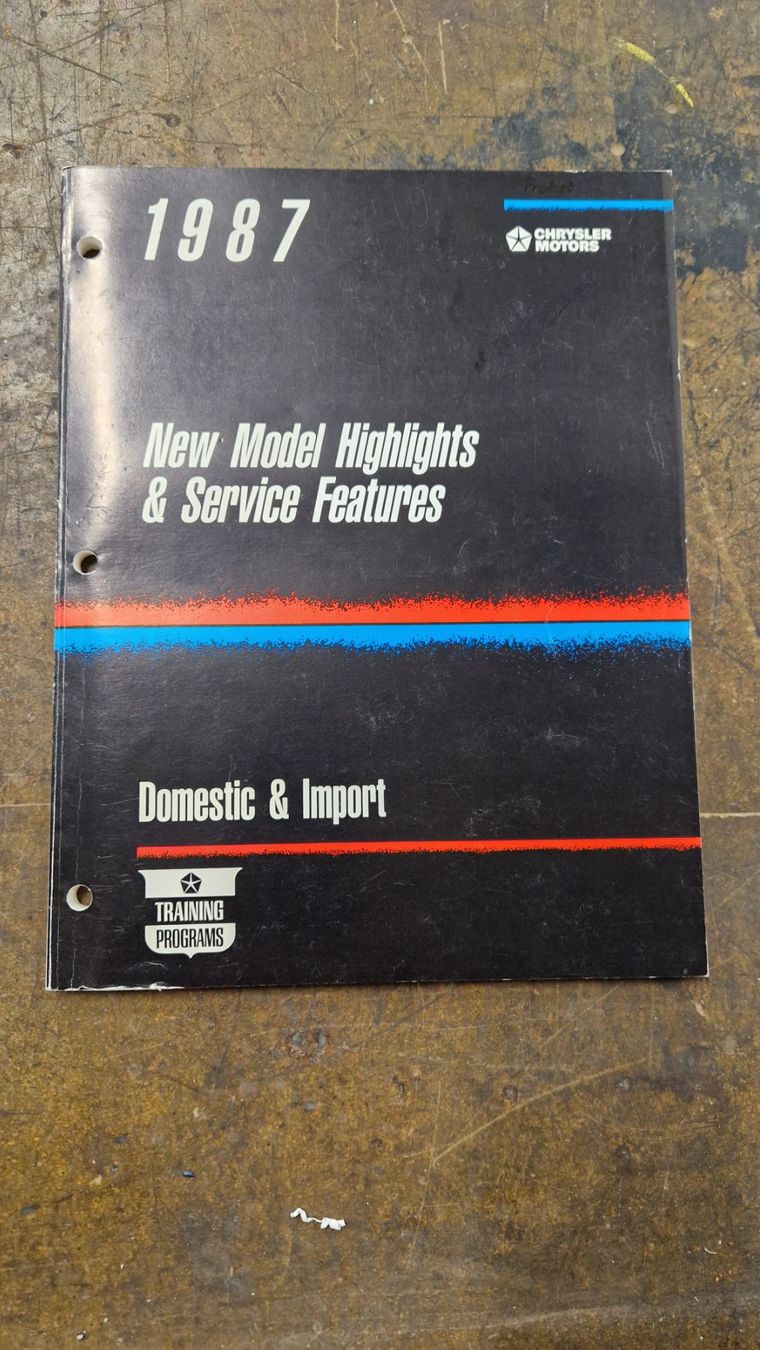 1987
CHRYSLER
MOTORS
New Model Highlights
& Service Features
Domestic & Import
TRAINING
PROGRAMS